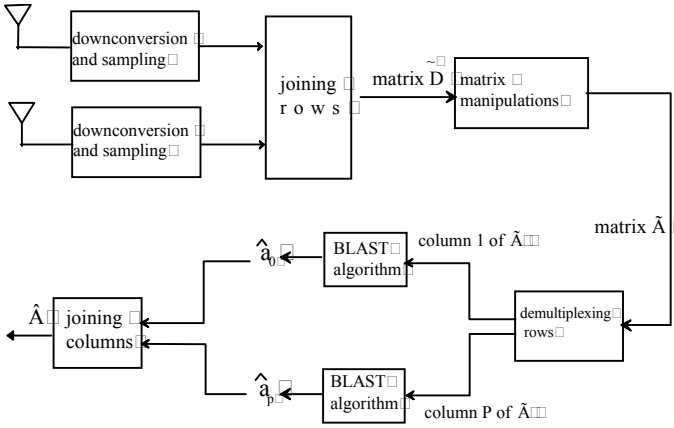 downconversion
and sampling
joining
rows
matrix D̃
matrix
manipulations
downconversion
and sampling
matrix Ã
column 1 of Ã
BLAST
algorithm
â0
demultiplexing
rows
Â
joining
columns
BLAST
algorithm
âp
column P of Ã